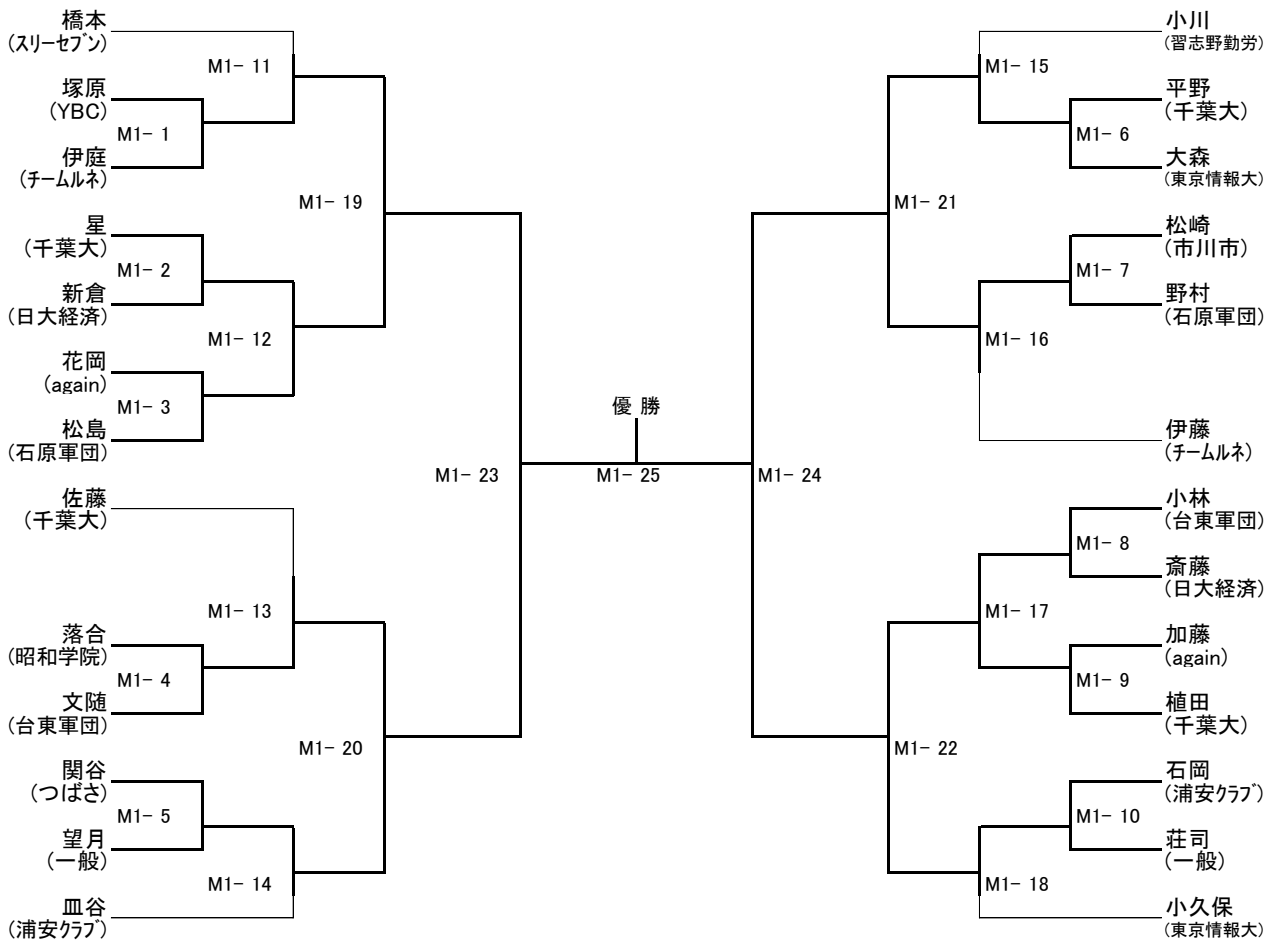 橋本
(スリーセブン)
M1- 11
塚原
(YBC)
M1- 1
伊庭
(チームルネ)
M1- 19
星
(千葉大)
M1- 2
新倉
(日大経済)
M1- 12
花岡
(again)
M1- 3
松島
(石原軍団)
M1- 23
佐藤
(千葉大)
M1- 13
落合
(昭和学院)
M1- 4
文随
(台東軍団)
M1- 20
関谷
(つばさ)
M1- 5
望月
(一般)
M1- 14
皿谷
(浦安クラブ)
優 勝
M1- 25
小川
(習志野勤労)
M1- 15
平野
(千葉大)
M1- 6
大森
(東京情報大)
M1- 21
松崎
(市川市)
M1- 7
野村
(石原軍団)
M1- 16
伊藤
(チームルネ)
M1- 24
小林
(台東軍団)
M1- 8
斎藤
(日大経済)
M1- 17
加藤
(again)
M1- 9
植田
(千葉大)
M1- 22
石岡
(浦安クラブ)
M1- 10
荘司
(一般)
M1- 18
小久保
(東京情報大)